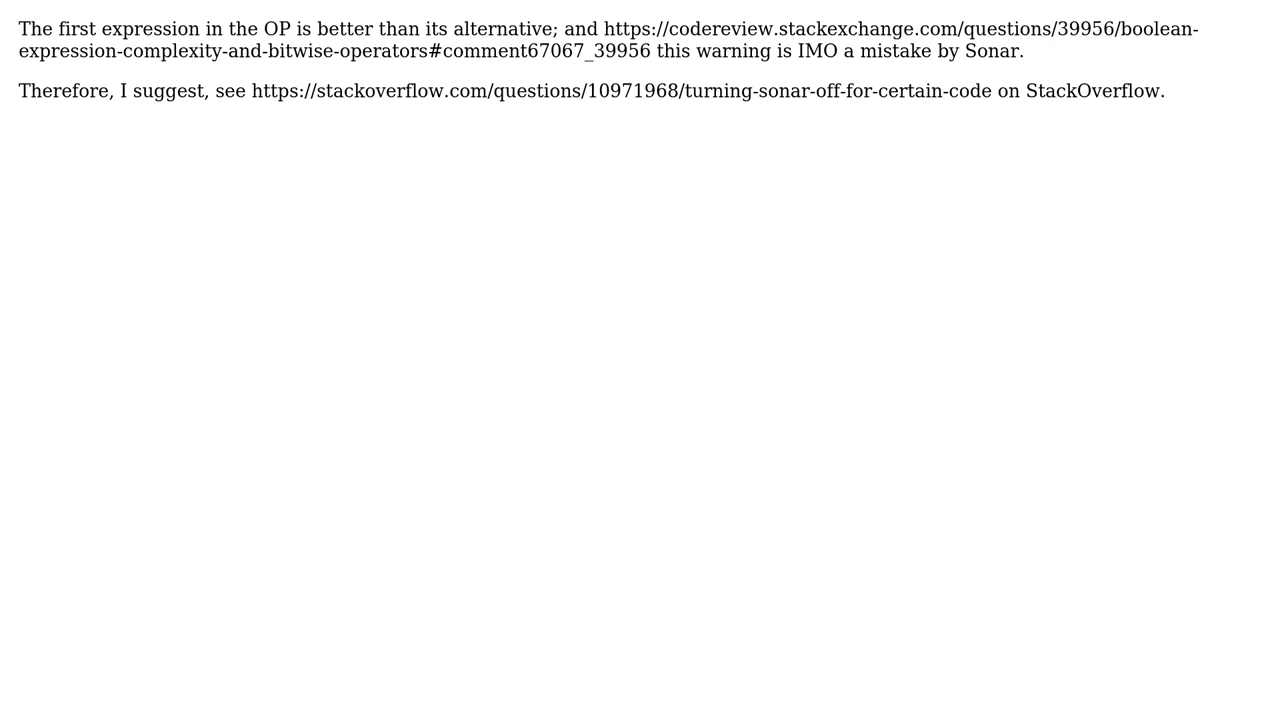 The first expression in the OP is better than its alternative; and https://codereview.stackexchange.com/questions/39956/boolean-
expression-complexity-and-bitwise-operators#comment67067_39956 this warning is IMO a mistake by Sonar.
Therefore, I suggest, see https://stackoverflow.com/questions/10971968/turning-sonar-off-for-certain-code on StackOverflow.